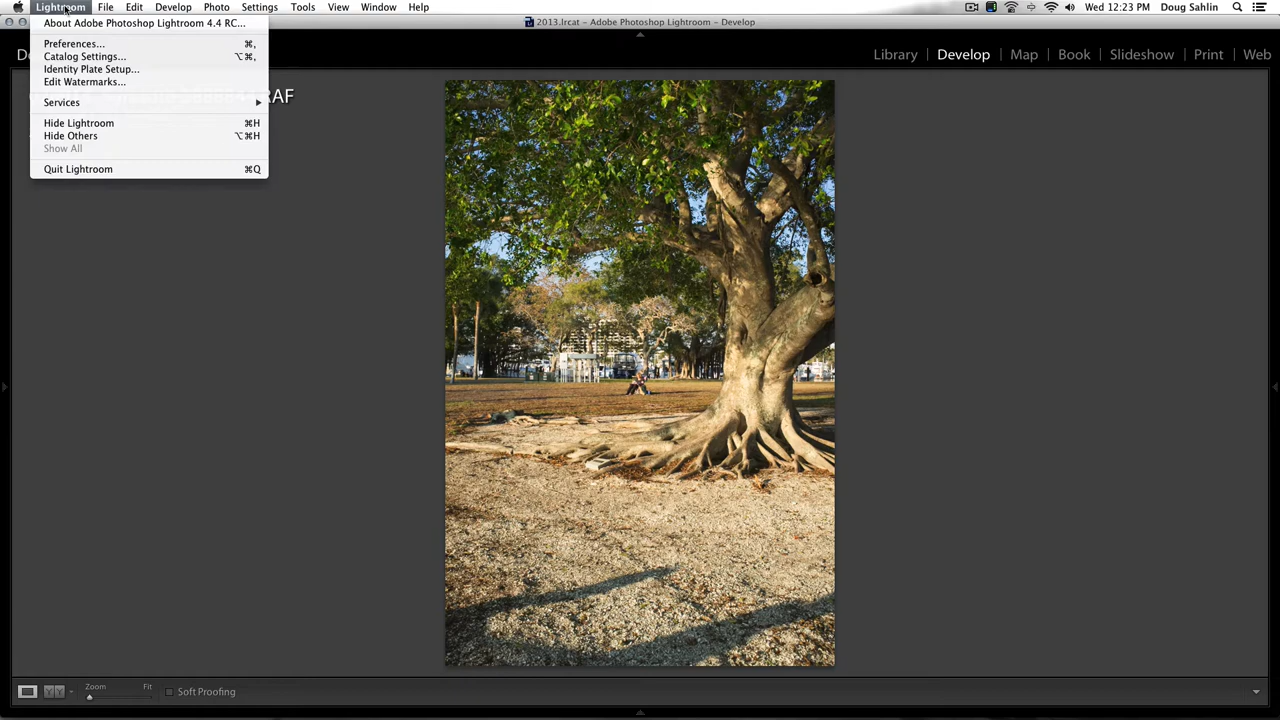 Lightroom File Edit Develop Photo Settings Tools View Window Help Wed 12:23 PM Doug Sahlin
2013.lrcat - Adobe Photoshop Lightroom - Develop
Library Develop Map Book Slideshow Print Web
About Adobe Photoshop Lightroom 4.4 RC...
Preferences... ⌘,
Catalog Settings... ⌥⌘,
Identity Plate Setup...
Edit Watermarks...
Services
Hide Lightroom ⌘H
Hide Others ⌥⌘H
Show All
Quit Lightroom ⌘Q
Zoom Fit Soft Proofing